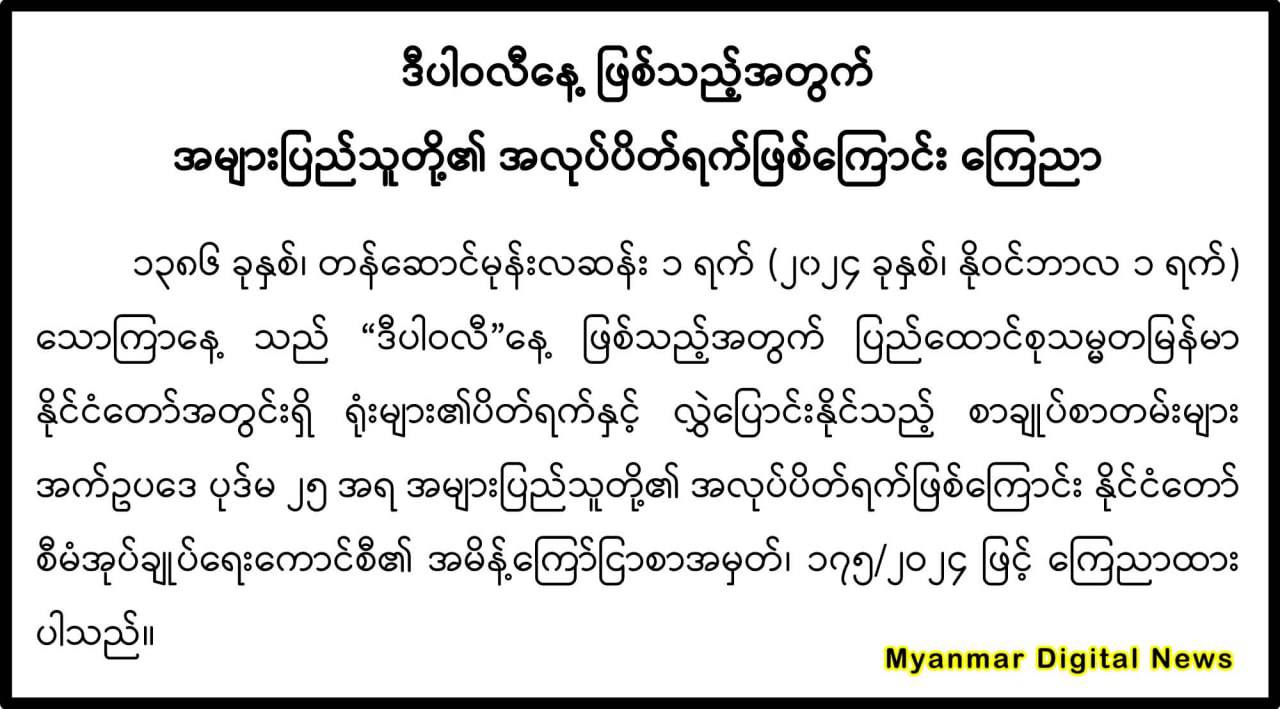 ဒီပါဝလီနေ့ ဖြစ်သည့်အတွက်
အများပြည်သူတို့၏ အလုပ်ပိတ်ရက်ဖြစ်ကြောင်း ကြေညာ
၁၃၈၆ ခုနှစ်၊ တန်ဆောင်မုန်းလဆန်း ၁ ရက် (၂၀၂၄ ခုနှစ်၊ နိုဝင်ဘာလ ၁ ရက်)
သောကြာနေ့ သည် “ဒီပါဝလီ”နေ့ ဖြစ်သည့်အတွက် ပြည်ထောင်စုသမ္မတမြန်မာ
နိုင်ငံတော်အတွင်းရှိ ရုံးများ၏ပိတ်ရက်နှင့် လွှဲပြောင်းနိုင်သည့် စာချုပ်စာတမ်းများ
အက်ဥပဒေ ပုဒ်မ ၂၅ အရ အများပြည်သူတို့၏ အလုပ်ပိတ်ရက်ဖြစ်ကြောင်း နိုင်ငံတော်
စီမံအုပ်ချုပ်ရေးကောင်စီ၏ အမိန့်ကြော်ငြာစာအမှတ်၊ ၁၇၅/၂၀၂၄ ဖြင့် ကြေညာထား
ပါသည်။
Myanmar Digital News